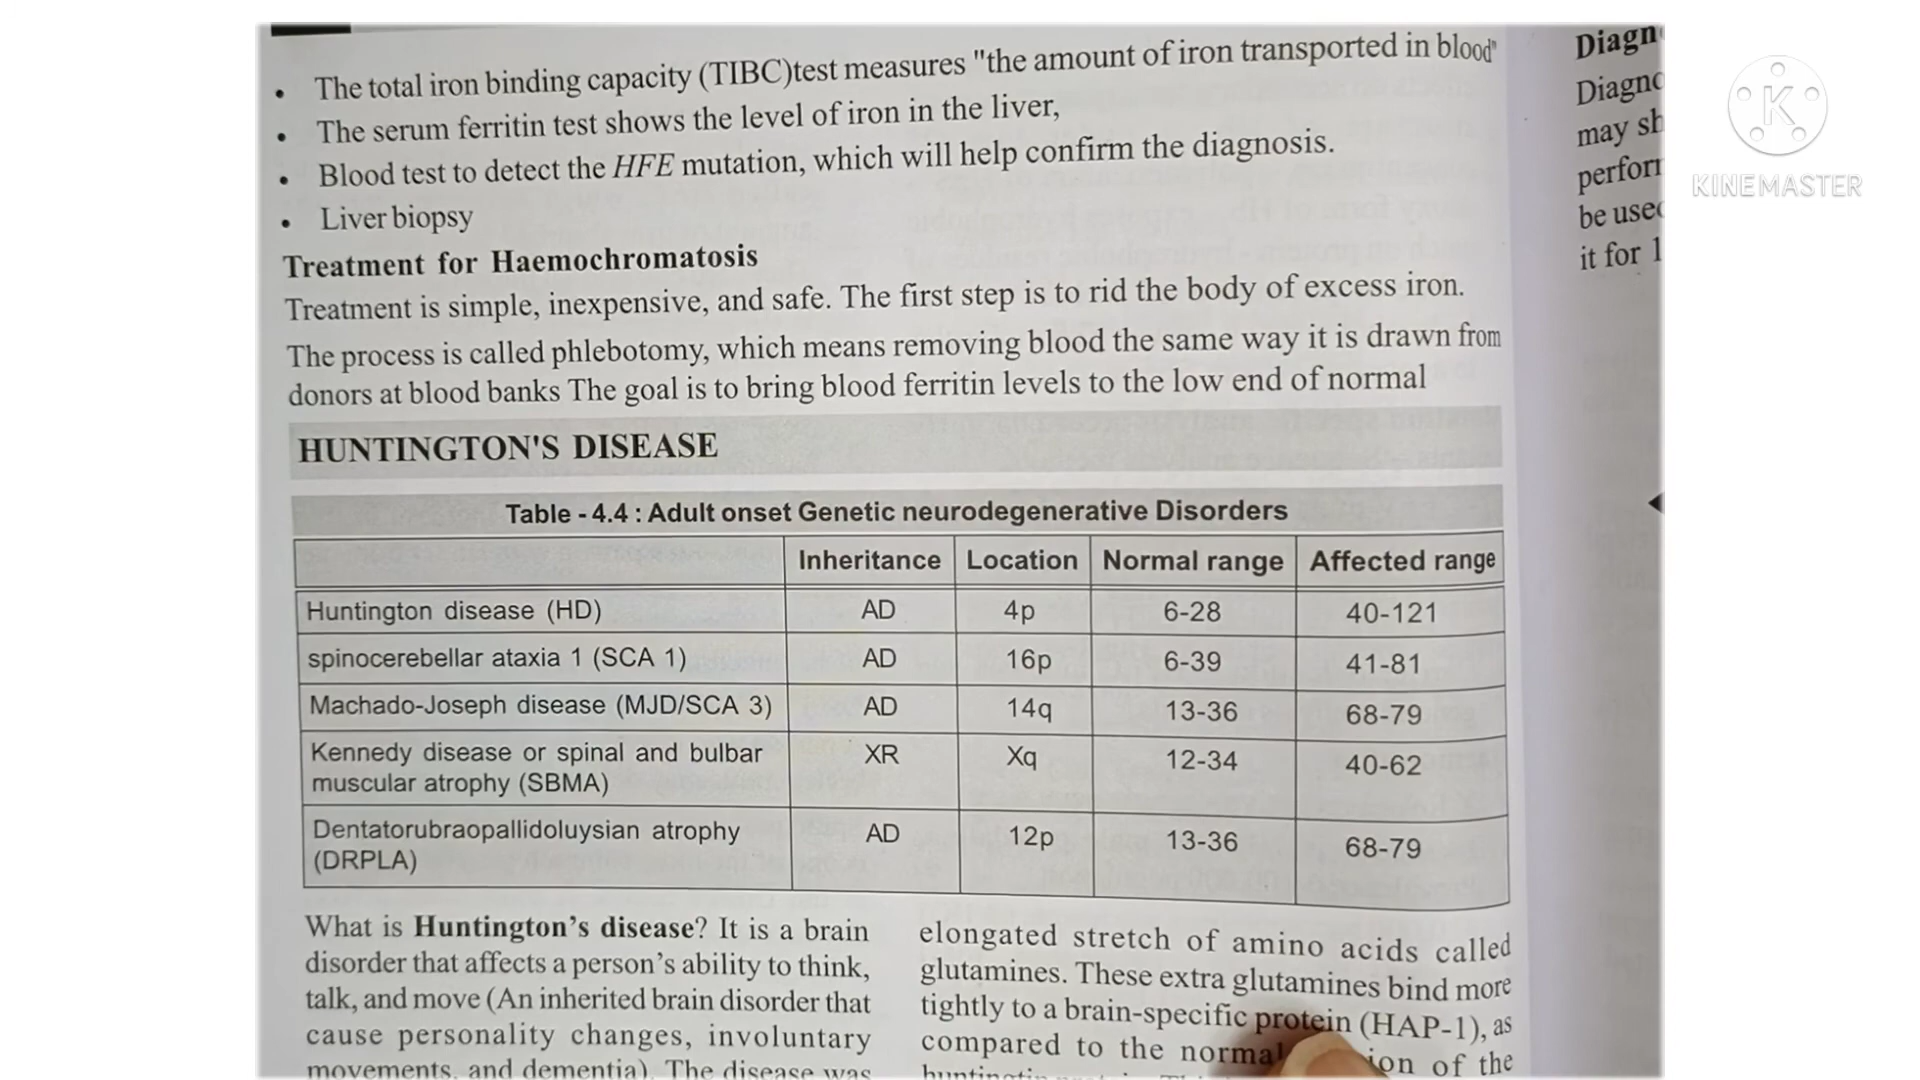 • The total iron binding capacity (TIBC)test measures "the amount of iron transported in blood"
• The serum ferritin test shows the level of iron in the liver,
• Blood test to detect the HFE mutation, which will help confirm the diagnosis.
• Liver biopsy
Treatment for Haemochromatosis
Treatment is simple, inexpensive, and safe. The first step is to rid the body of excess iron.
The process is called phlebotomy, which means removing blood the same way it is drawn from
donors at blood banks The goal is to bring blood ferritin levels to the low end of normal
HUNTINGTON'S DISEASE
Table - 4.4 : Adult onset Genetic neurodegenerative Disorders
Inheritance Location Normal range Affected range
Huntington disease (HD) AD 4p 6-28 40-121
spinocerebellar ataxia 1 (SCA 1) AD 16p 6-39 41-81
Machado-Joseph disease (MJD/SCA 3) AD 14q 13-36 68-79
Kennedy disease or spinal and bulbar XR Xq 12-34 40-62
muscular atrophy (SBMA)
Dentatorubraopallidoluysian atrophy AD 12p 13-36 68-79
(DRPLA)
What is Huntington's disease? It is a brain
disorder that affects a person's ability to think,
talk, and move (An inherited brain disorder that
cause personality changes, involuntary
movements, and dementia). The disease was
elongated stretch of amino acids called
glutamines. These extra glutamines bind more
tightly to a brain-specific protein (HAP-1), as
compared to the normal of the
Diagn
Diagno
may sh
perform
be used
it for 1
K
KINEMASTER